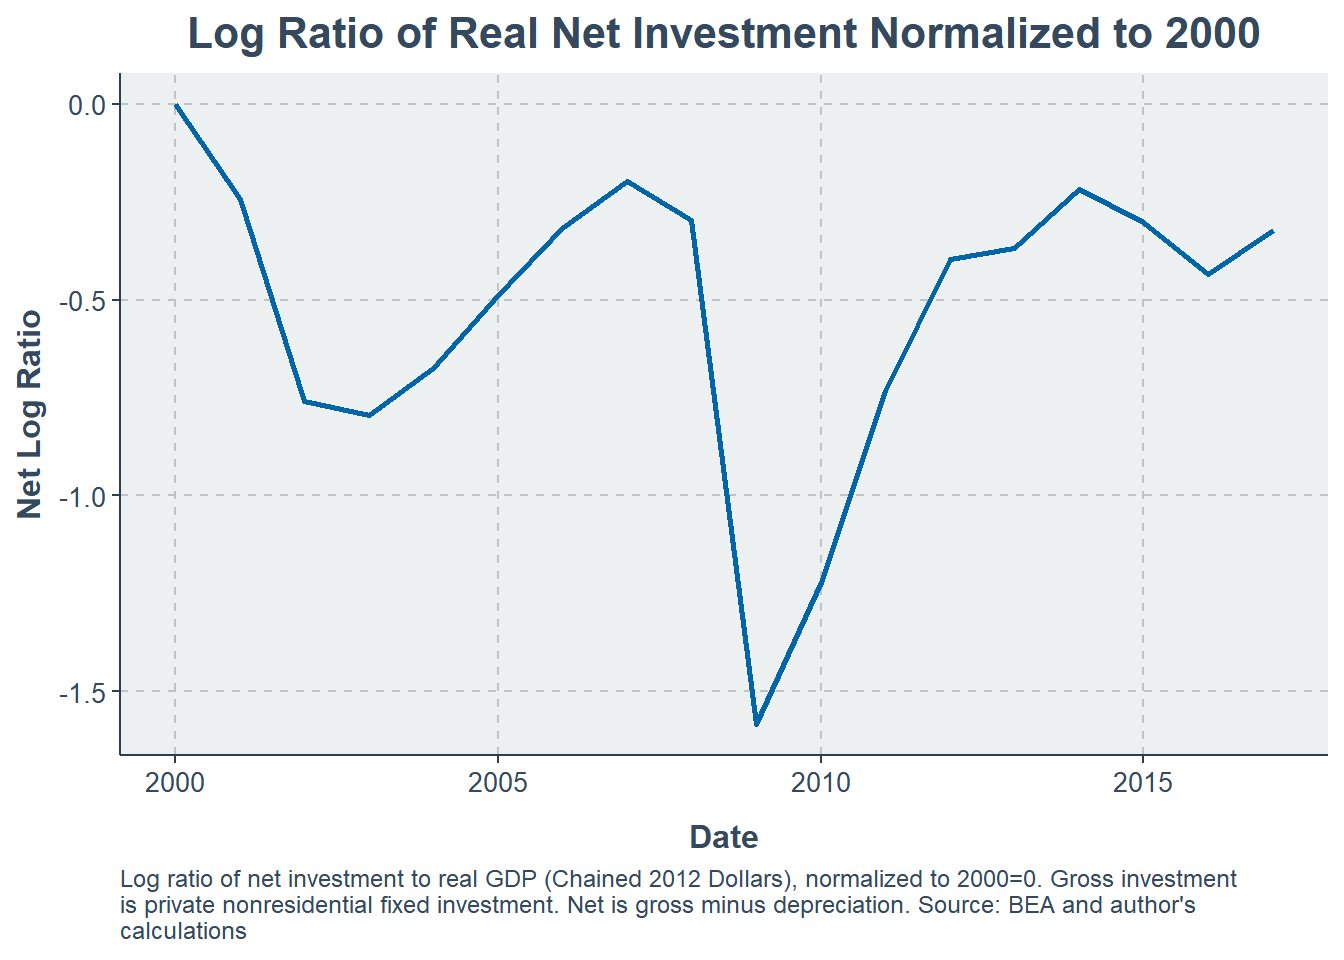 Log Ratio of Real Net Investment Normalized to 2000
Net Log Ratio
0.0
-0.5
-1.0
-1.5
2000
2005
2010
2015
Date
Log ratio of net investment to real GDP (Chained 2012 Dollars), normalized to 2000=0. Gross investment
is private nonresidential fixed investment. Net is gross minus depreciation. Source: BEA and author's
calculations